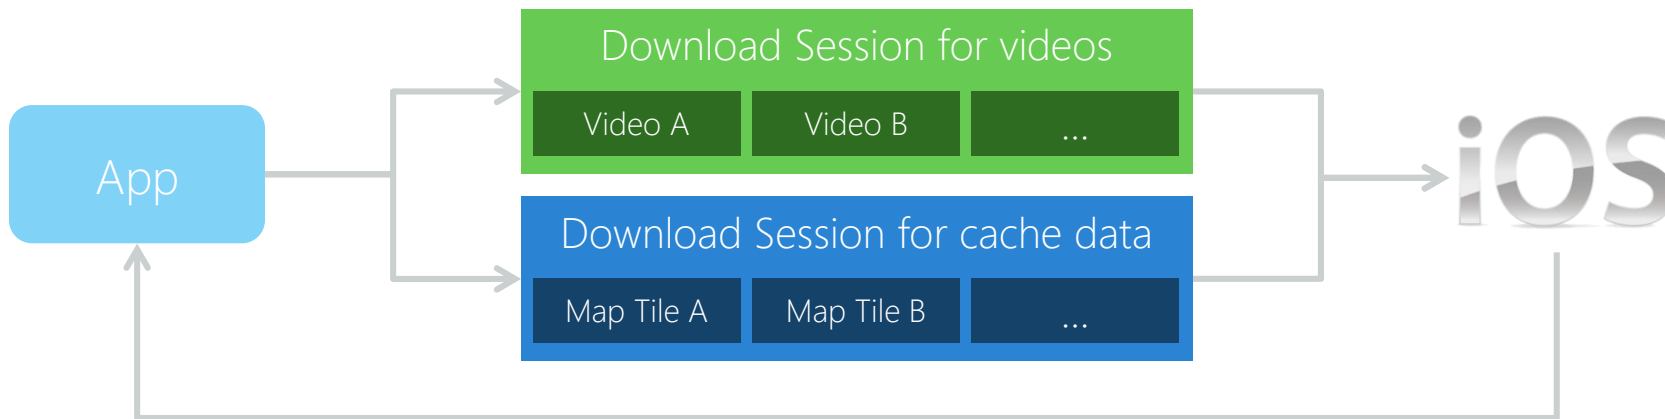 Download Session for videos
Video A
Video B
...
App
iOS
Download Session for cache data
Map Tile A
Map Tile B
...